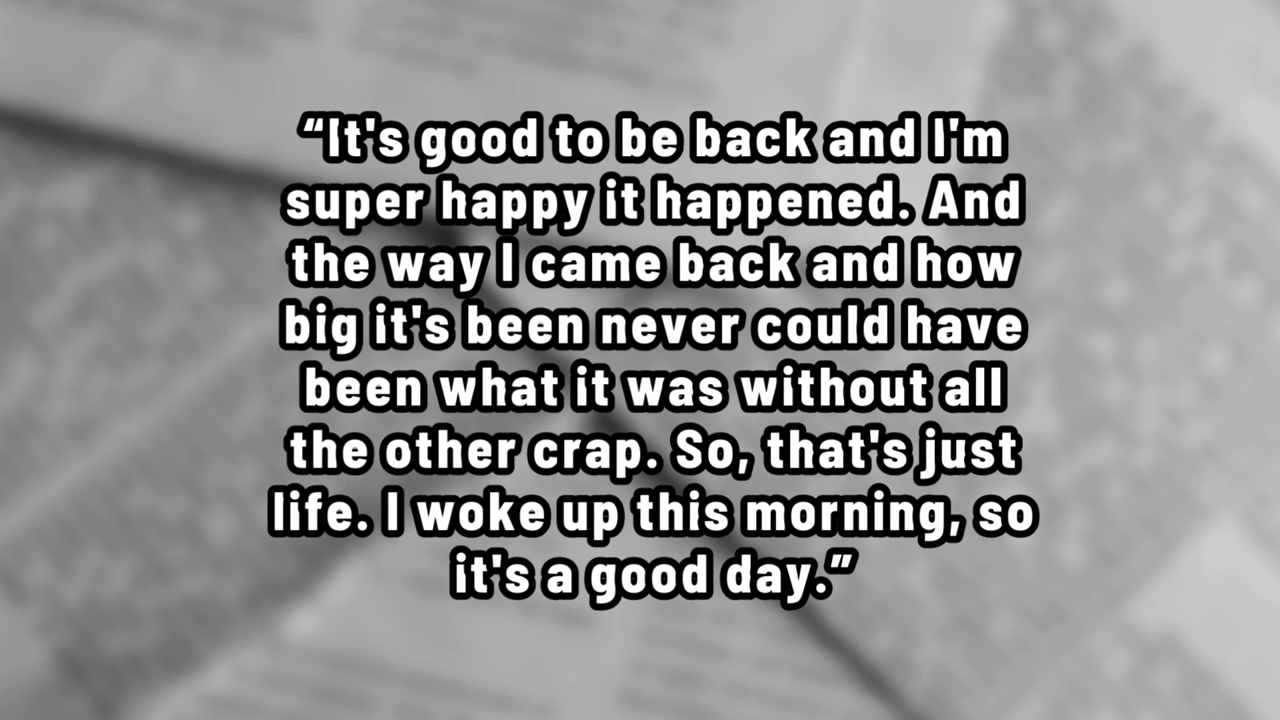 “It's good to be back and I'm
super happy it happened. And
the way I came back and how
big it's been never could have
been what it was without all
the other crap. So, that's just
life. I woke up this morning, so
it's a good day.”